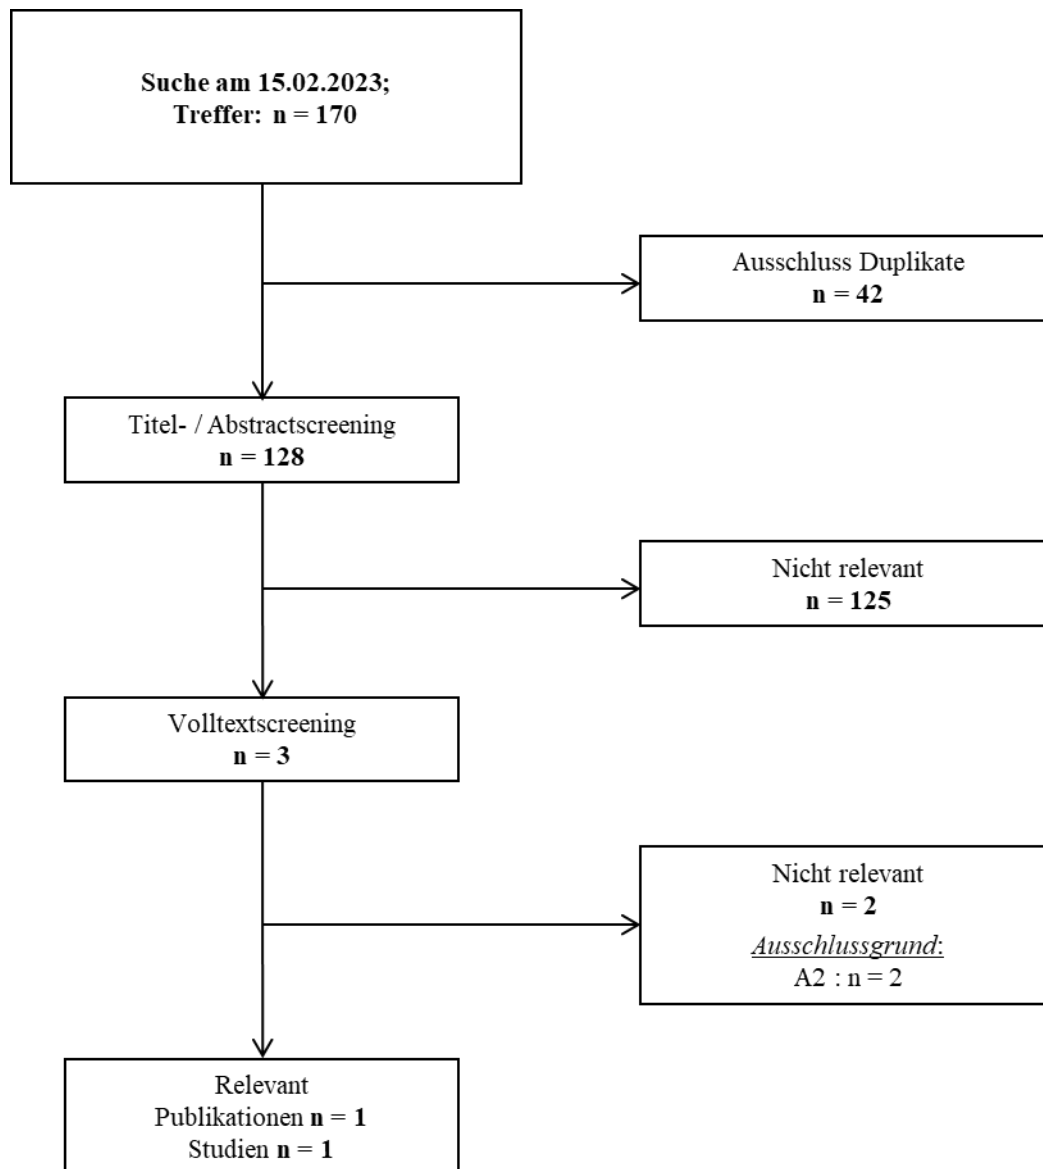 Suche am 15.02.2023;
Treffer: n = 170
Ausschluss Duplikate
n = 42
Titel- / Abstractscreening
n = 128
Nicht relevant
n = 125
Volltextscreening
n = 3
Nicht relevant
n = 2
Ausschlussgrund:
A2 : n = 2
Relevant
Publikationen n = 1
Studien n = 1